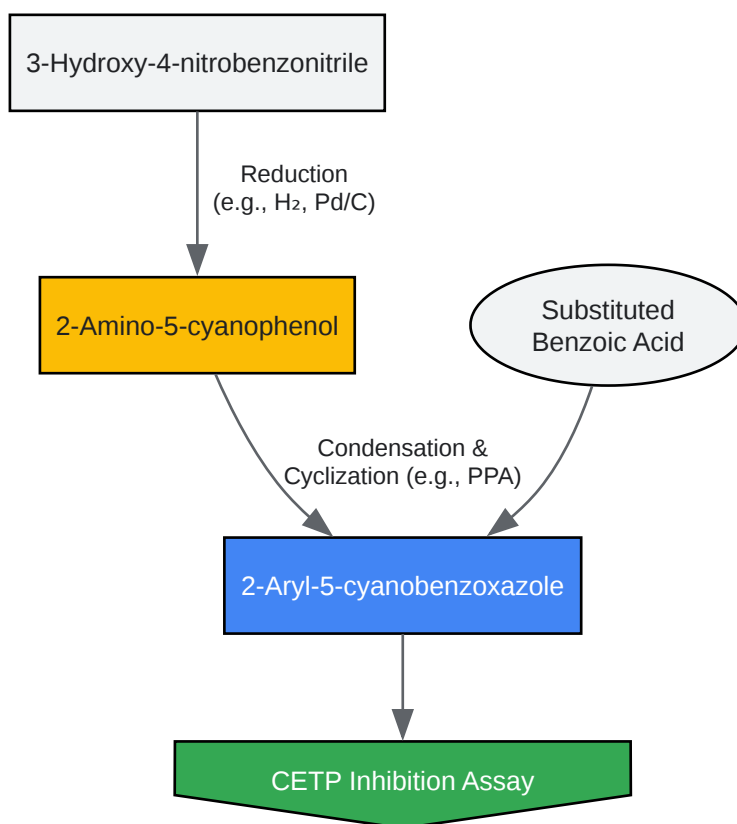 3-Hydroxy-4-nitrobenzonitrile
Reduction
(e.g., H₂, Pd/C)
2-Amino-5-cyanophenol
Substituted
Benzoic Acid
Condensation &
Cyclization (e.g., PPA)
2-Aryl-5-cyanobenzoxazole
CETP Inhibition Assay